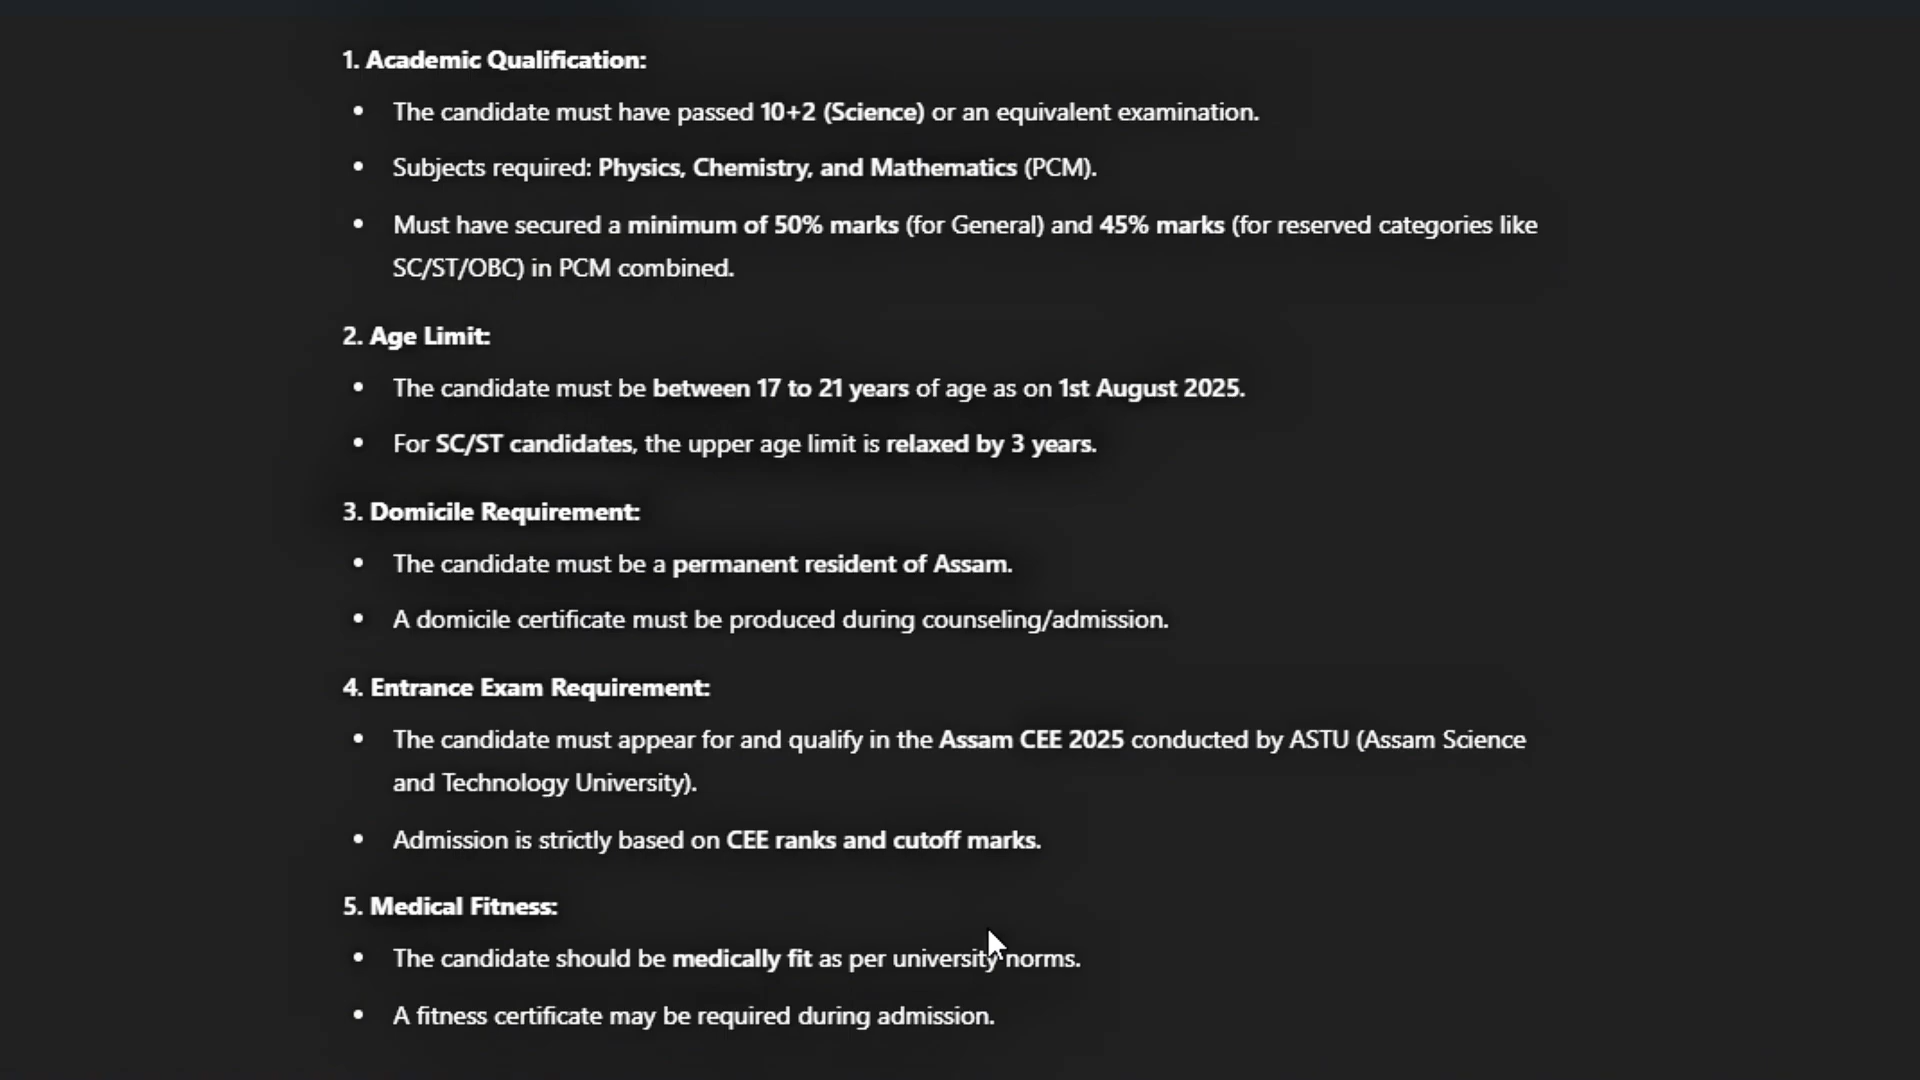 1. Academic Qualification:
• The candidate must have passed 10+2 (Science) or an equivalent examination.
• Subjects required: Physics, Chemistry, and Mathematics (PCM).
• Must have secured a minimum of 50% marks (for General) and 45% marks (for reserved categories like
SC/ST/OBC) in PCM combined.
2. Age Limit:
• The candidate must be between 17 to 21 years of age as on 1st August 2025.
• For SC/ST candidates, the upper age limit is relaxed by 3 years.
3. Domicile Requirement:
• The candidate must be a permanent resident of Assam.
• A domicile certificate must be produced during counseling/admission.
4. Entrance Exam Requirement:
• The candidate must appear for and qualify in the Assam CEE 2025 conducted by ASTU (Assam Science
and Technology University).
• Admission is strictly based on CEE ranks and cutoff marks.
5. Medical Fitness:
• The candidate should be medically fit as per university norms.
• A fitness certificate may be required during admission.